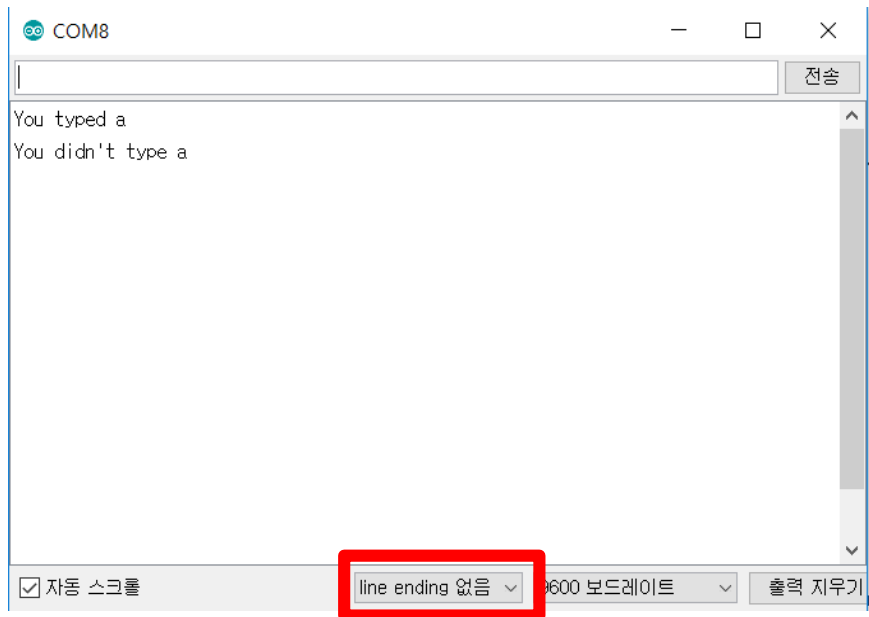 COM8
전송
You typed a
You didn't type a
자동 스크롤
line ending 없음
9600 보드레이트
출력 지우기